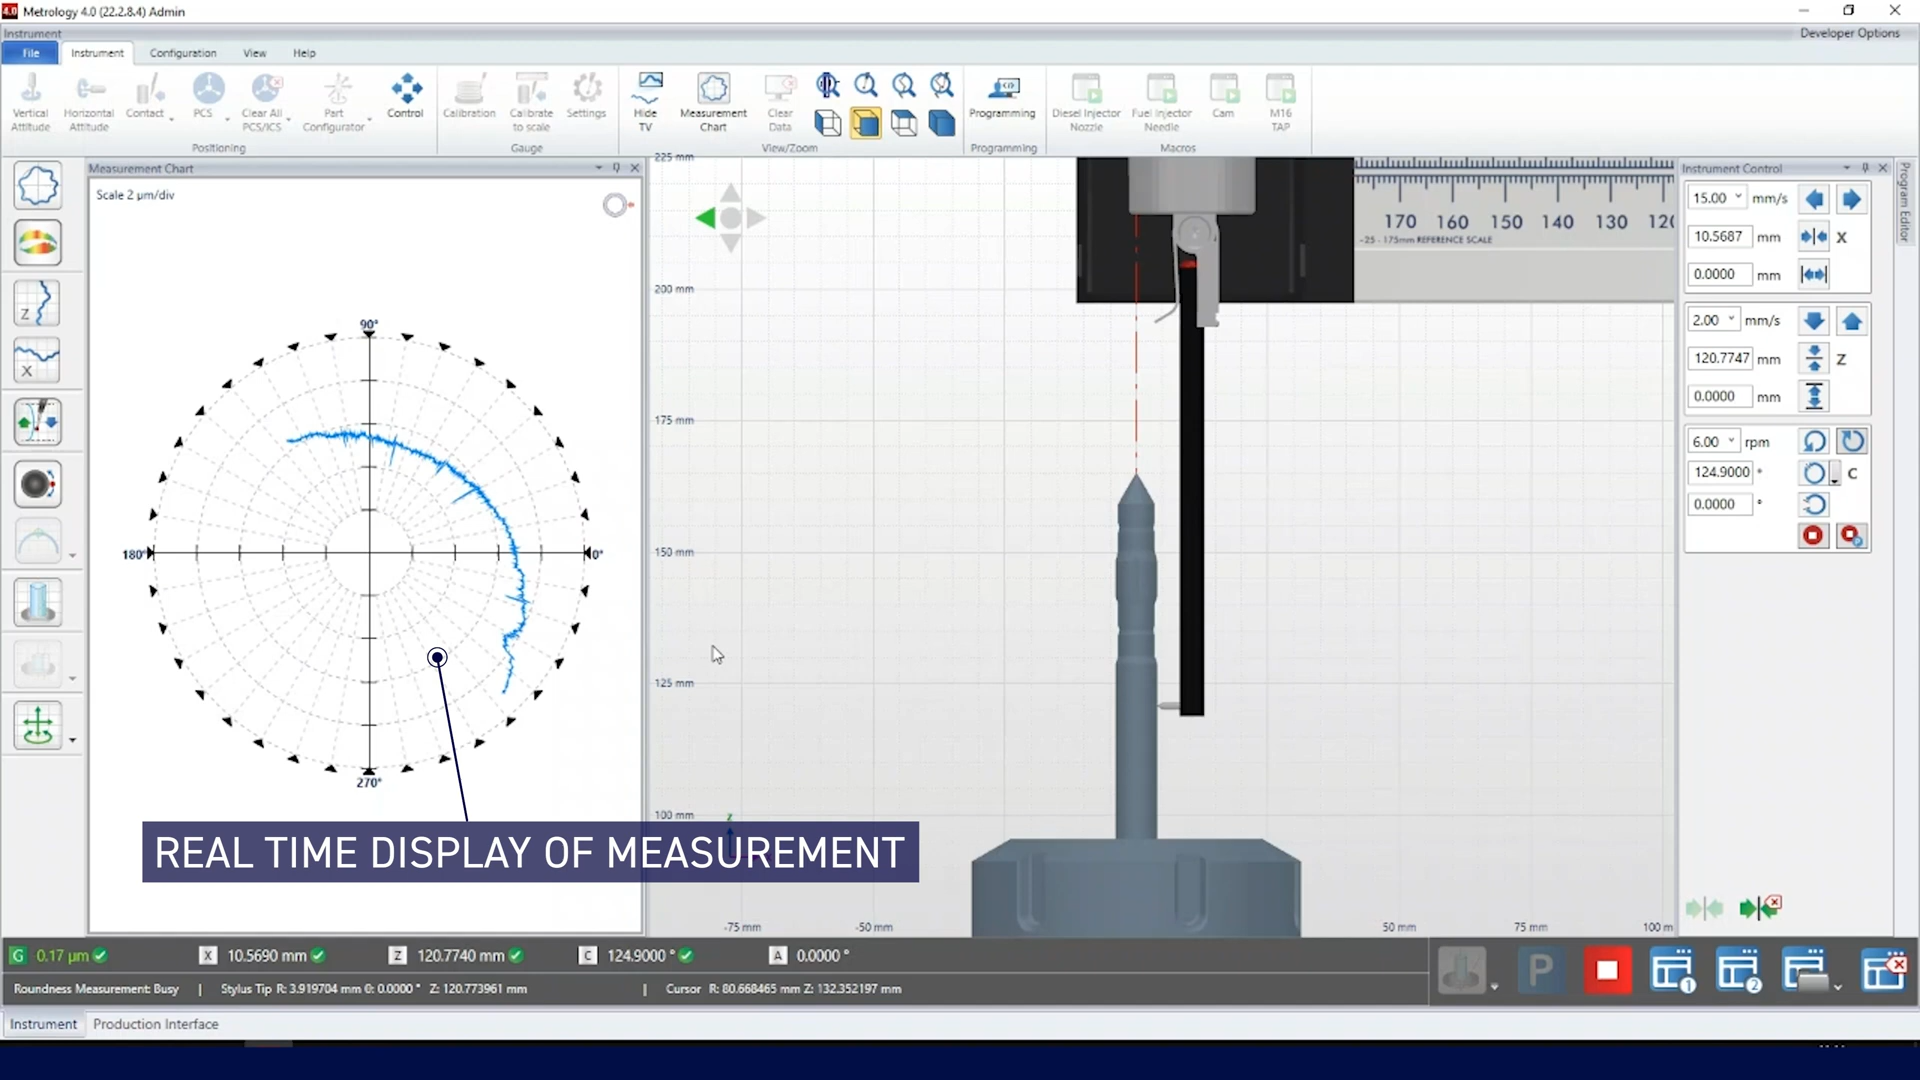 4.0 Metrology 4.0 (22.2.8.4) Admin
Instrument
Developer Options
File Instrument Configuration View Help
Vertical Attitude
Horizontal Attitude
Contact
PCS
Clear All PCS/ICS
Part Configurator
Control
Positioning
Calibration
Calibrate to scale
Settings
Gauge
Hide TV
Measurement Chart
Clear Data
View/Zoom
Programming
Programming
Diesel Injector Nozzle
Fuel Injector Needle
Cam
M16 TAP
Macros
Measurement Chart
Scale 2 µm/div
90°
180°
0°
270°
Z
X
REAL TIME DISPLAY OF MEASUREMENT
225 mm
200 mm
175 mm
150 mm
125 mm
100 mm
z
-75 mm
-50 mm
50 mm
75 mm
100 m
170 160 150 140 130 120
-25 - 175mm REFERENCE SCALE
Instrument Control
15.00 mm/s
10.5687 mm X
0.0000 mm
2.00 mm/s
120.7747 mm Z
0.0000 mm
6.00 rpm
124.9000 ° C
0.0000 °
Program Editor
G 0.17 µm X 10.5690 mm Z 120.7740 mm C 124.9000 ° A 0.0000 °
Roundness Measurement: Busy | Stylus Tip R: 3.919704 mm θ: 0.0000 ° Z: 120.773961 mm | Cursor R: 80.668465 mm Z: 132.352197 mm
P 1 2
Instrument Production Interface